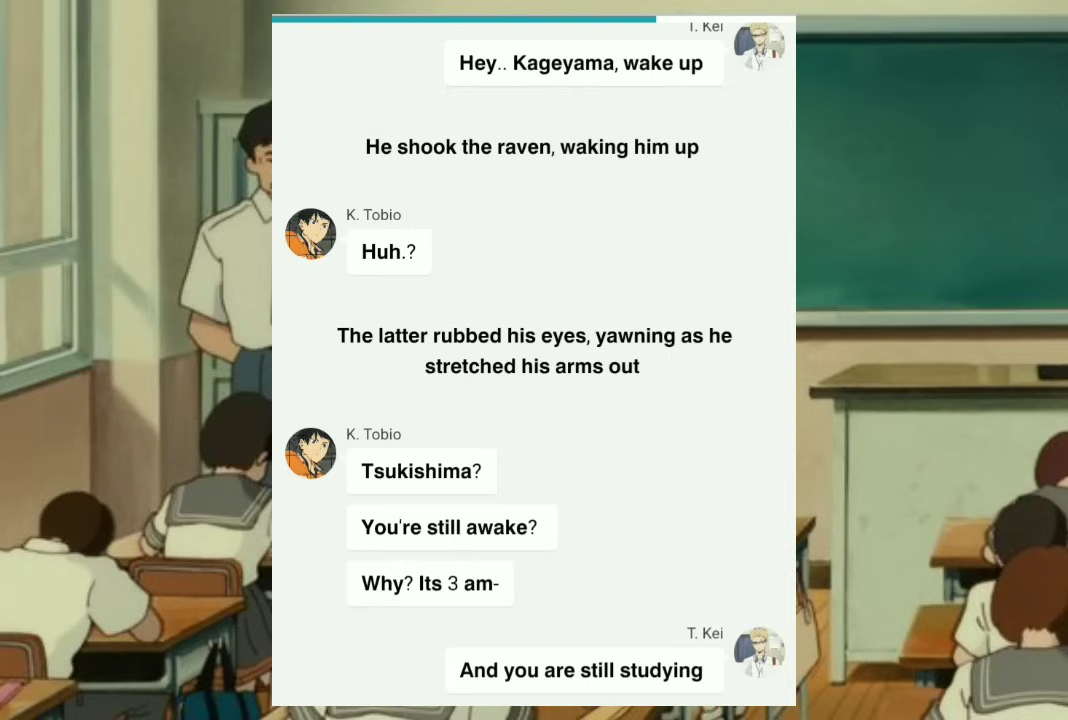 T. Kei
Hey.. Kageyama, wake up
He shook the raven, waking him up
K. Tobio
Huh.?
The latter rubbed his eyes, yawning as he
stretched his arms out
K. Tobio
Tsukishima?
You're still awake?
Why? Its 3 am-
T. Kei
And you are still studying